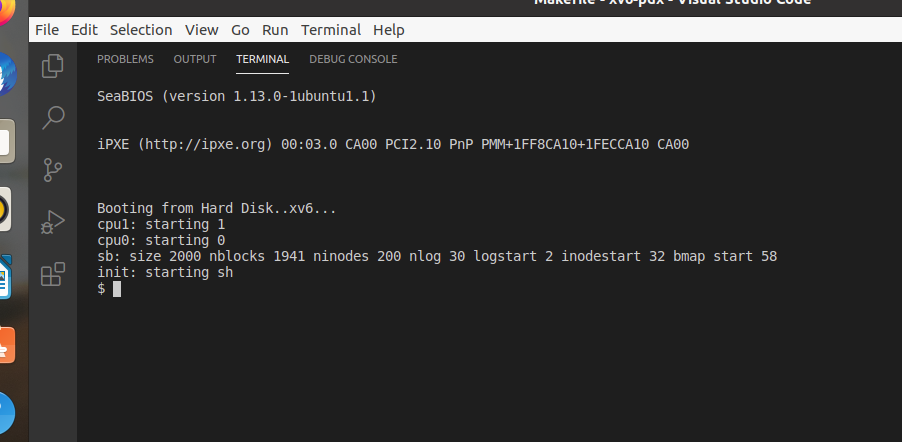 Makefile - xv6-pdx - Visual Studio Code
File Edit Selection View Go Run Terminal Help
PROBLEMS OUTPUT TERMINAL DEBUG CONSOLE
SeaBIOS (version 1.13.0-1ubuntu1.1)
iPXE (http://ipxe.org) 00:03.0 CA00 PCI2.10 PnP PMM+1FF8CA10+1FECCA10 CA00
Booting from Hard Disk..xv6...
cpu1: starting 1
cpu0: starting 0
sb: size 2000 nblocks 1941 ninodes 200 nlog 30 logstart 2 inodestart 32 bmap start 58
init: starting sh
$